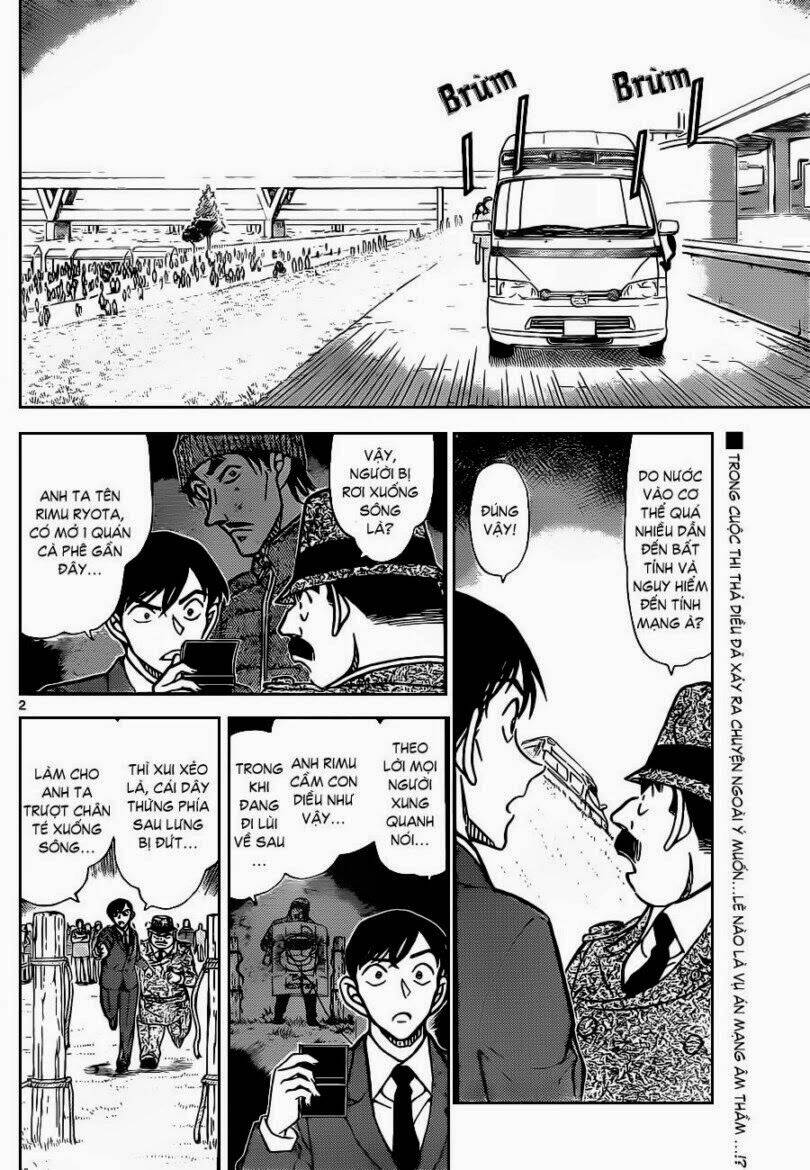 Brừm
Brừm
TRONG CUỘC THI THẢ DIỀU ĐÃ XẢY RA CHUYỆN NGOÀI Ý MUỐN...LẼ NÀO LÀ VỤ ÁN MẠNG ÂM THẦM ...!?
DO NƯỚC
VÀO CƠ
THỂ QUÁ
NHIỀU DẪN
ĐẾN BẤT
TỈNH VÀ
NGUY HIỂM
ĐẾN TÍNH
MẠNG À?
ĐÚNG
VẬY!
VẬY,
NGƯỜI BỊ
RƠI XUỐNG
SÔNG
LÀ?
ANH TA TÊN
RIMU RYOTA,
CÓ MỞ 1 QUÁN
CÀ PHÊ GẦN
ĐÂY...
2
THEO
LỜI MỌI
NGƯỜI
XUNG
QUANH
NÓI...
ANH RIMU
CẦM CON
DIỀU NHƯ
VẬY...
TRONG
KHI
ĐANG
ĐI LÙI
VỀ SAU
...
THÌ XUI XẺO
LÀ, CÁI DÂY
THỪNG PHÍA
SAU LƯNG
BỊ ĐỨT...
LÀM CHO
ANH TA
TRƯỢT CHÂN
TÉ XUỐNG
SÔNG...